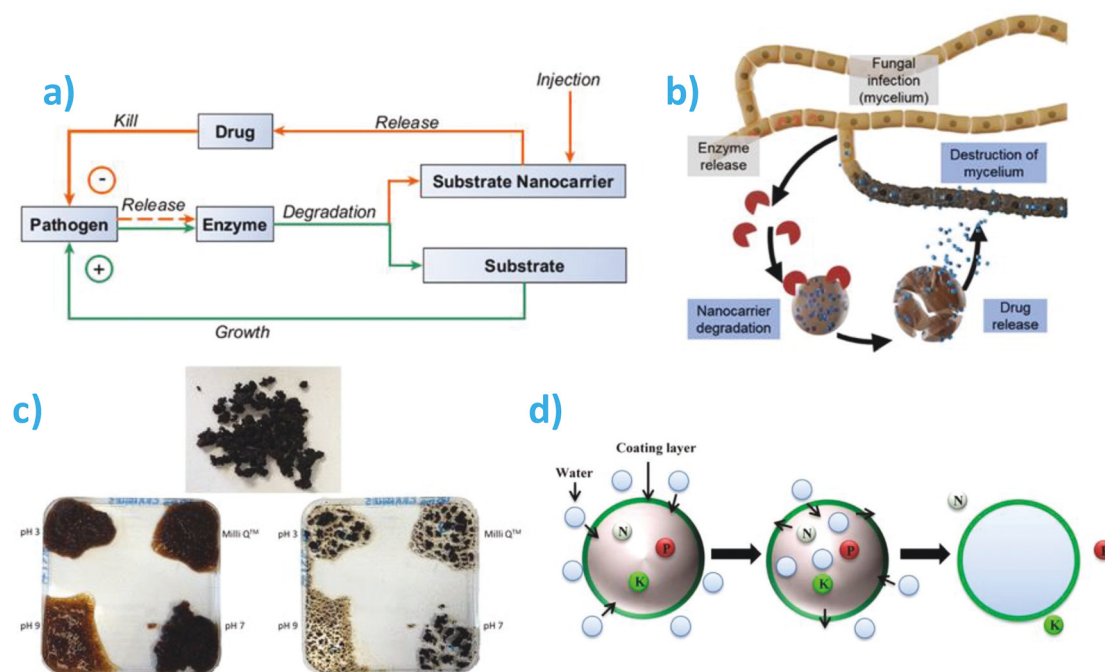 a)
Injection
Kill
Drug
Release
-
Substrate Nanocarrier
Release
Degradation
Pathogen
Enzyme
+
Substrate
Growth
b)
Fungal
infection
(mycelium)
Enzyme
release
Destruction of
mycelium
Nanocarrier
degradation
Drug
release
c)
pH 3
Milli Q™
pH 9
pH 7
pH 3
Milli Q™
pH 9
pH 7
d)
Coating layer
Water
N
P
K
N
P
K
N
K